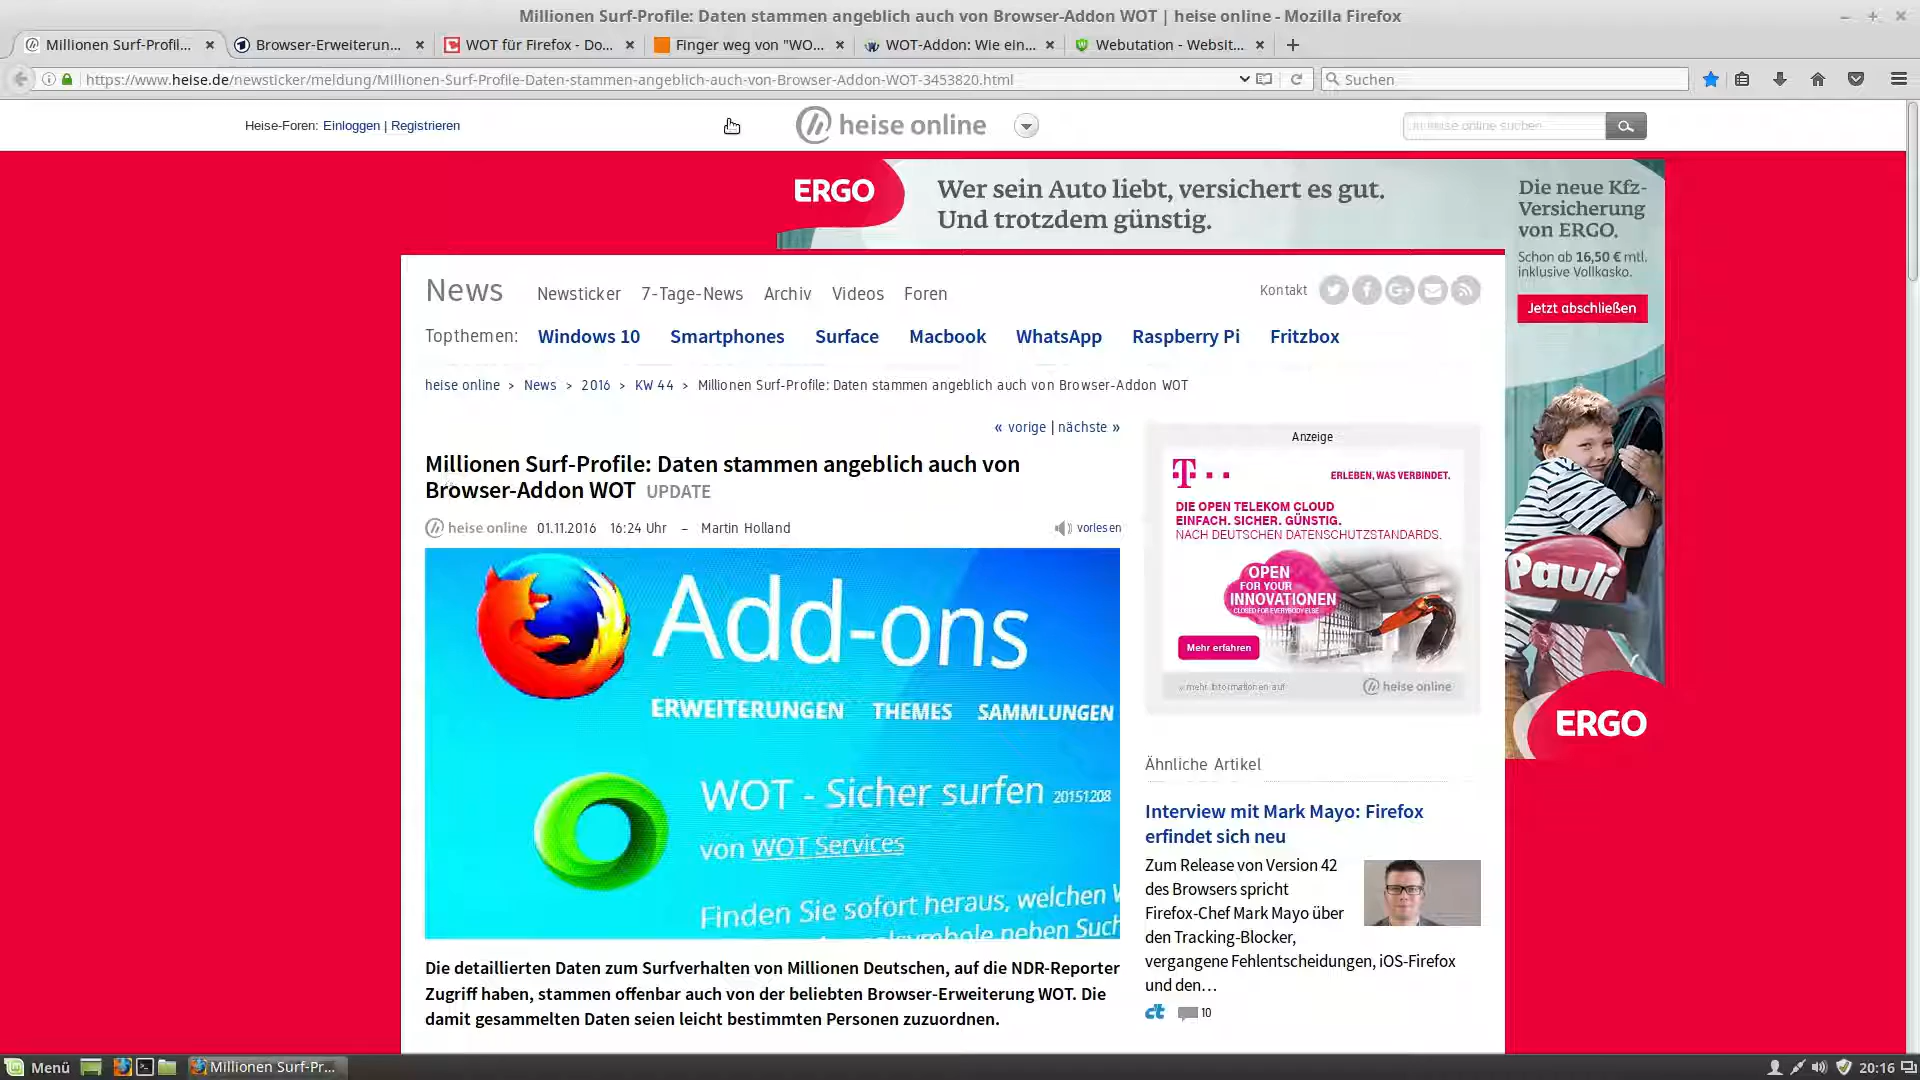 Millionen Surf-Profile: Daten stammen angeblich auch von Browser-Addon WOT | heise online - Mozilla Firefox
Millionen Surf-Profil...
Browser-Erweiterun...
WOT für Firefox - Do...
Finger weg von "WO...
WOT-Addon: Wie ein...
Webutation - Websit...
https://www.heise.de/newsticker/meldung/Millionen-Surf-Profile-Daten-stammen-angeblich-auch-von-Browser-Addon-WOT-3453820.html
Suchen
Heise-Foren: Einloggen | Registrieren
heise online
ERGO
Wer sein Auto liebt, versichert es gut.
Und trotzdem günstig.
Die neue Kfz-
Versicherung
von ERGO.
Schon ab 16,50 € mtl.
inklusive Vollkasko.
Jetzt abschließen
News
Newsticker
7-Tage-News
Archiv
Videos
Foren
Kontakt
Topthemen:
Windows 10
Smartphones
Surface
Macbook
WhatsApp
Raspberry Pi
Fritzbox
heise online > News > 2016 > KW 44 > Millionen Surf-Profile: Daten stammen angeblich auch von Browser-Addon WOT
« vorige | nächste »
Millionen Surf-Profile: Daten stammen angeblich auch von
Browser-Addon WOT UPDATE
heise online 01.11.2016 16:24 Uhr – Martin Holland
vorlesen
Add-ons
ERWEITERUNGEN THEMES SAMMLUNGEN
WOT - Sicher surfen 20151208
von WOT Services
Finden Sie sofort heraus, welchen
neben Such
Die detaillierten Daten zum Surfverhalten von Millionen Deutschen, auf die NDR-Reporter
Zugriff haben, stammen offenbar auch von der beliebten Browser-Erweiterung WOT. Die
damit gesammelten Daten seien leicht bestimmten Personen zuzuordnen.
Anzeige
T
ERLEBEN, WAS VERBINDET.
DIE OPEN TELEKOM CLOUD
EINFACH. SICHER. GÜNSTIG.
NACH DEUTSCHEN DATENSCHUTZSTANDARDS.
OPEN
FOR YOUR
INNOVATIONEN
CLOSED FOR EVERYBODY ELSE
Mehr erfahren
heise online
Pauli
ERGO
Ähnliche Artikel
Interview mit Mark Mayo: Firefox
erfindet sich neu
Zum Release von Version 42
des Browsers spricht
Firefox-Chef Mark Mayo über
den Tracking-Blocker,
vergangene Fehlentscheidungen, iOS-Firefox
und den...
ct
10
Menü
Millionen Surf-Pr...
20:16